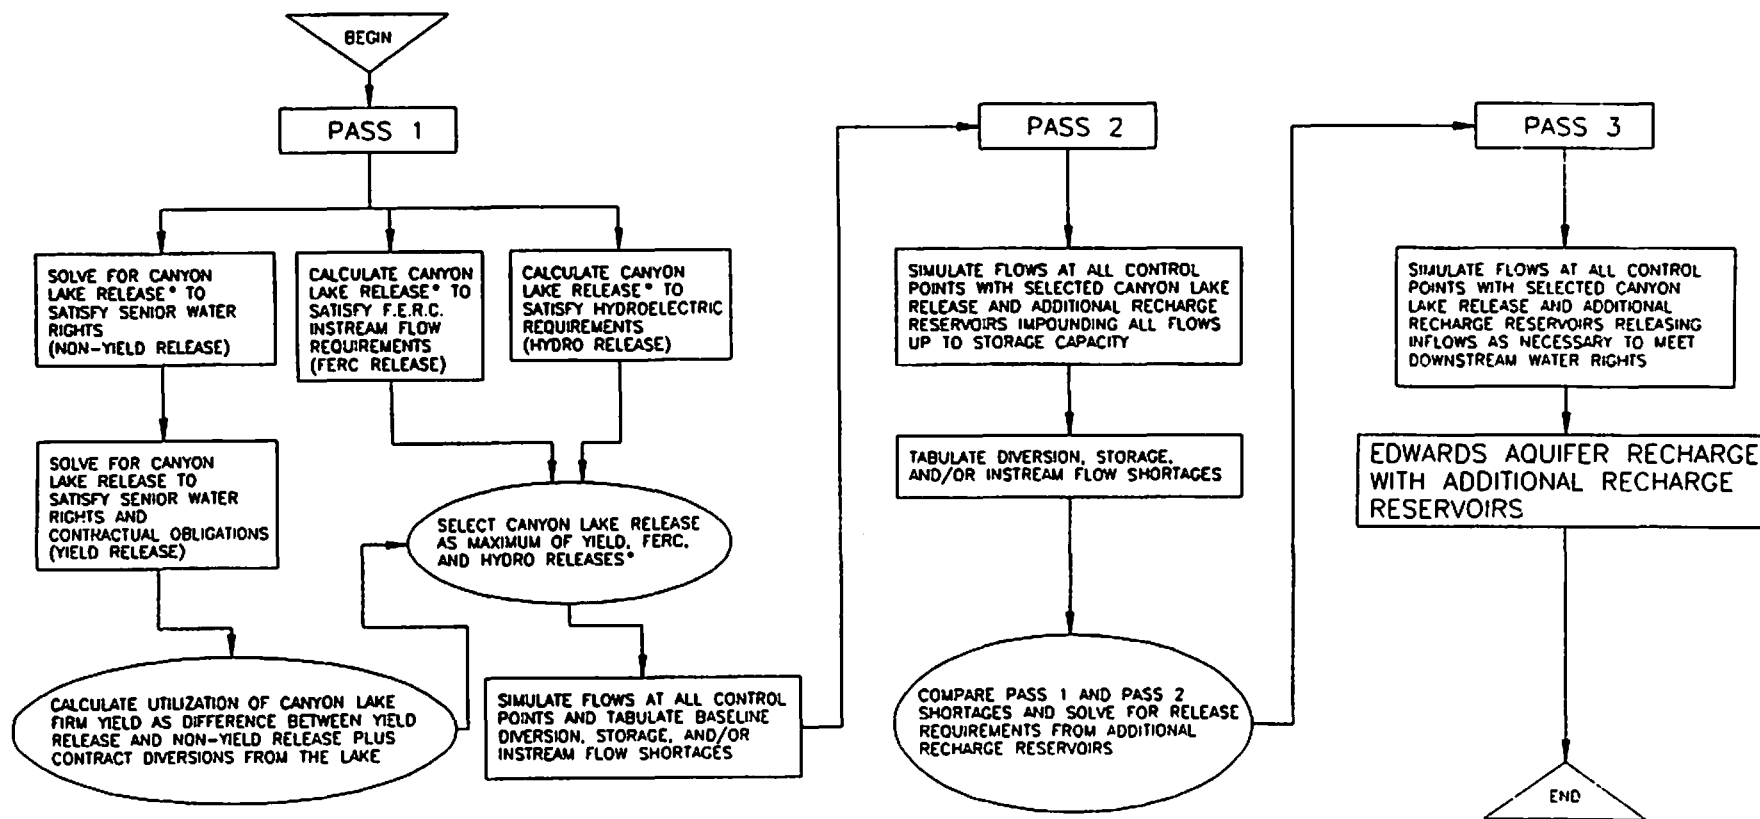 BEGIN
PASS 1
SOLVE FOR CANYON
LAKE RELEASE* TO
SATISFY SENIOR WATER
RIGHTS
(NON-YIELD RELEASE)
CALCULATE CANYON
LAKE RELEASE* TO
SATISFY F.E.R.C.
INSTREAM FLOW
REQUIREMENTS
(FERC RELEASE)
CALCULATE CANYON
LAKE RELEASE* TO
SATISFY HYDROELECTRIC
REQUIREMENTS
(HYDRO RELEASE)
SOLVE FOR CANYON
LAKE RELEASE TO
SATISFY SENIOR WATER
RIGHTS AND
CONTRACTUAL OBLIGATIONS
(YIELD RELEASE)
SELECT CANYON LAKE RELEASE
AS MAXIMUM OF YIELD, FERC,
AND HYDRO RELEASES*
CALCULATE UTILIZATION OF CANYON LAKE
FIRM YIELD AS DIFFERENCE BETWEEN YIELD
RELEASE AND NON-YIELD RELEASE PLUS
CONTRACT DIVERSIONS FROM THE LAKE
SIMULATE FLOWS AT ALL CONTROL
POINTS AND TABULATE BASELINE
DIVERSION, STORAGE, AND/OR
INSTREAM FLOW SHORTAGES
PASS 2
SIMULATE FLOWS AT ALL CONTROL
POINTS WITH SELECTED CANYON LAKE
RELEASE AND ADDITIONAL RECHARGE
RESERVOIRS IMPOUNDING ALL FLOWS
UP TO STORAGE CAPACITY
TABULATE DIVERSION, STORAGE,
AND/OR INSTREAM FLOW SHORTAGES
COMPARE PASS 1 AND PASS 2
SHORTAGES AND SOLVE FOR RELEASE
REQUIREMENTS FROM ADDITIONAL
RECHARGE RESERVOIRS
PASS 3
SIMULATE FLOWS AT ALL CONTROL
POINTS WITH SELECTED CANYON
LAKE RELEASE AND ADDITIONAL
RECHARGE RESERVOIRS RELEASING
INFLOWS AS NECESSARY TO MEET
DOWNSTREAM WATER RIGHTS
EDWARDS AQUIFER RECHARGE
WITH ADDITIONAL RECHARGE
RESERVOIRS
END